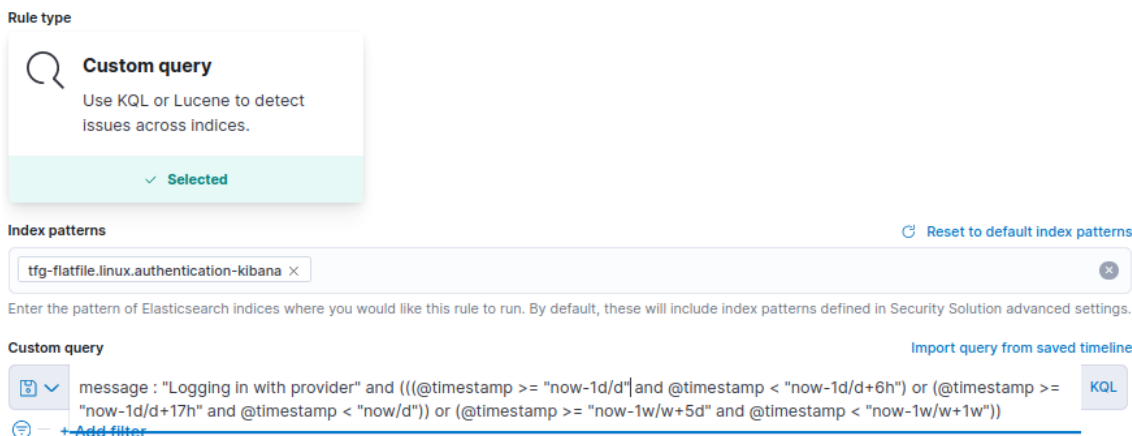 Rule type
Custom query
Use KQL or Lucene to detect
issues across indices.
Selected
Index patterns
Reset to default index patterns
tfg-flatfile.linux.authentication-kibana
Enter the pattern of Elasticsearch indices where you would like this rule to run. By default, these will include index patterns defined in Security Solution advanced settings.
Custom query
Import query from saved timeline
message : "Logging in with provider" and (((@timestamp >= "now-1d/d" and @timestamp < "now-1d/d+6h") or (@timestamp >=
"now-1d/d+17h" and @timestamp < "now/d")) or (@timestamp >= "now-1w/w+5d" and @timestamp < "now-1w/w+1w"))
KQL
+ Add filter